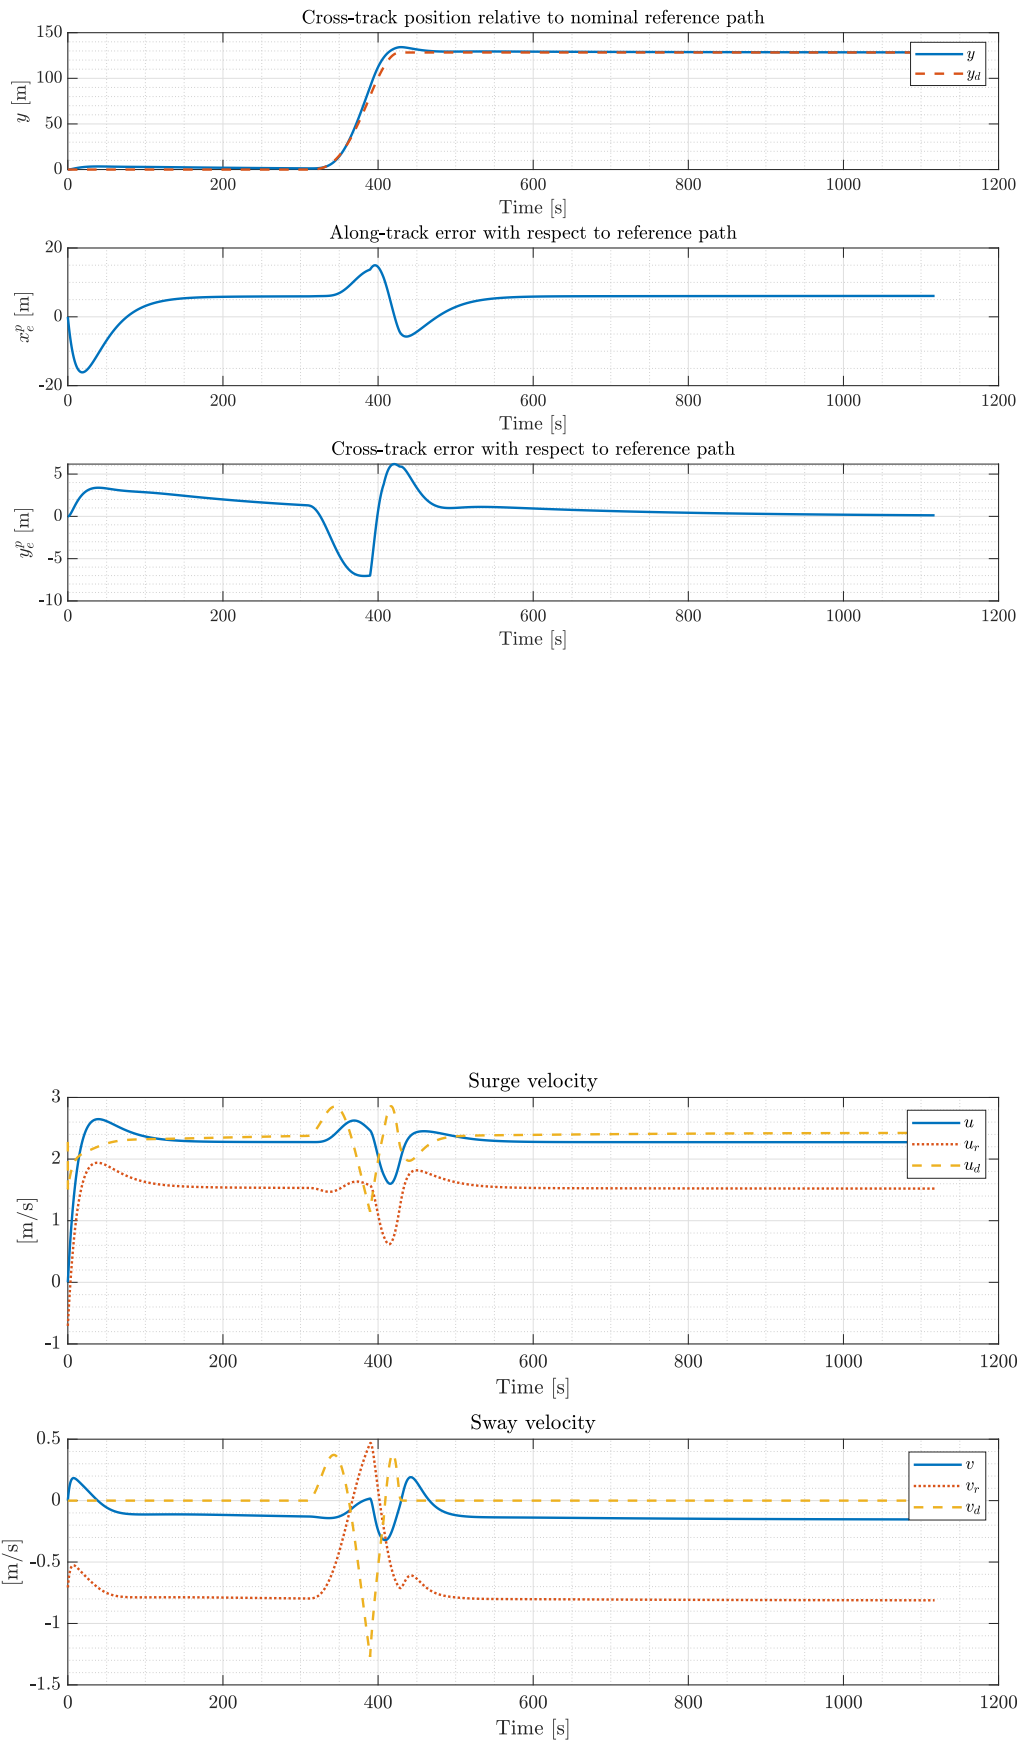 Cross-track position relative to nominal reference path
150
100
50
0
y [m]
y
y_d
0 200 400 600 800 1000 1200
Time [s]
Along-track error with respect to reference path
20
0
-20
x_e^p [m]
0 200 400 600 800 1000 1200
Time [s]
Cross-track error with respect to reference path
5
0
-5
-10
y_e^p [m]
0 200 400 600 800 1000 1200
Time [s]
Surge velocity
3
2
1
0
-1
[m/s]
u
u_r
u_d
0 200 400 600 800 1000 1200
Time [s]
Sway velocity
0.5
0
-0.5
-1
-1.5
[m/s]
v
v_r
v_d
0 200 400 600 800 1000 1200
Time [s]